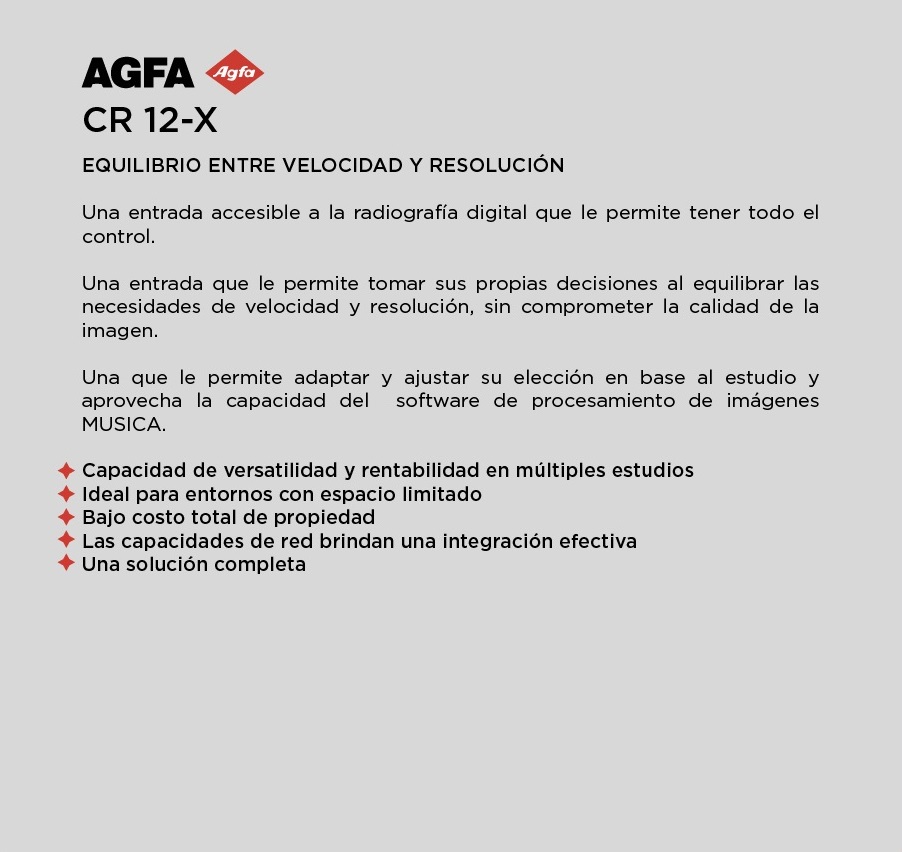 AGFA Agfa
CR 12-X
EQUILIBRIO ENTRE VELOCIDAD Y RESOLUCIÓN
Una entrada accesible a la radiografía digital que le permite tener todo el
control.
Una entrada que le permite tomar sus propias decisiones al equilibrar las
necesidades de velocidad y resolución, sin comprometer la calidad de la
imagen.
Una que le permite adaptar y ajustar su elección en base al estudio y
aprovecha la capacidad del software de procesamiento de imágenes
MUSICA.
Capacidad de versatilidad y rentabilidad en múltiples estudios
Ideal para entornos con espacio limitado
Bajo costo total de propiedad
Las capacidades de red brindan una integración efectiva
Una solución completa